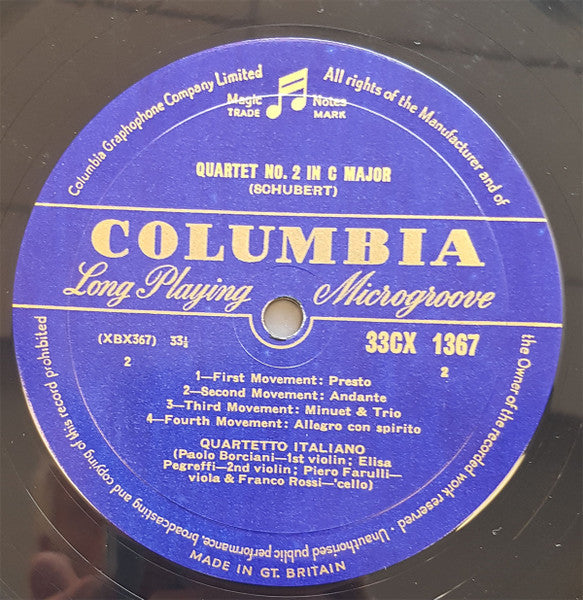 Columbia Graphophone Company Limited
Magic Notes
TRADE MARK
All rights of the Manufacturer and of
the Owner of the recorded work reserved · Unauthorised public performance, broadcasting and copying of this record prohibited
QUARTET NO. 2 IN C MAJOR
(SCHUBERT)
COLUMBIA
Long Playing Microgroove
(XBX367) 33⅓
33CX 1367
2
2
1—First Movement: Presto
2—Second Movement: Andante
3—Third Movement: Minuet & Trio
4—Fourth Movement: Allegro con spirito
QUARTETTO ITALIANO
(Paolo Borciani—1st violin; Elisa
Pegreffi—2nd violin; Piero Farulli—
viola & Franco Rossi—'cello)
MADE IN GT. BRITAIN